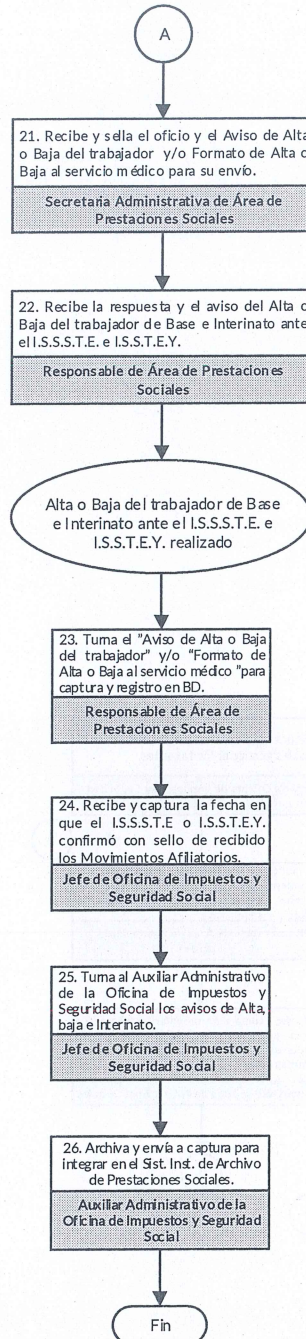 A
21. Recibe y sella el oficio y el Aviso de Alta
o Baja del trabajador y/o Formato de Alta o
Baja al servicio médico para su envío.
Secretaria Administrativa de Área de
Prestaciones Sociales
22. Recibe la respuesta y el aviso del Alta o
Baja del trabajador de Base e Interinato ante
el I.S.S.S.T.E. e I.S.S.T.E.Y.
Responsable de Área de Prestaciones
Sociales
Alta o Baja del trabajador de Base
e Interinato ante el I.S.S.S.T.E. e
I.S.S.T.E.Y. realizado
23. Turna el "Aviso de Alta o Baja
del trabajador" y/o "Formato de
Alta o Baja al servicio médico "para
captura y registro en BD.
Responsable de Área de
Prestaciones Sociales
24. Recibe y captura la fecha en
que el I.S.S.S.T.E o I.S.S.T.E.Y.
confirmó con sello de recibido
los Movimientos Afiliatorios.
Jefe de Oficina de Impuestos y
Seguridad Social
25. Turna al Auxiliar Administrativo
de la Oficina de Impuestos y
Seguridad Social los avisos de Alta,
baja e Interinato.
Jefe de Oficina de Impuestos y
Seguridad Social
26. Archiva y envía a captura para
integrar en el Sist. Inst. de Archivo
de Prestaciones Sociales.
Auxiliar Administrativo de la
Oficina de Impuestos y Seguridad
Social
Fin